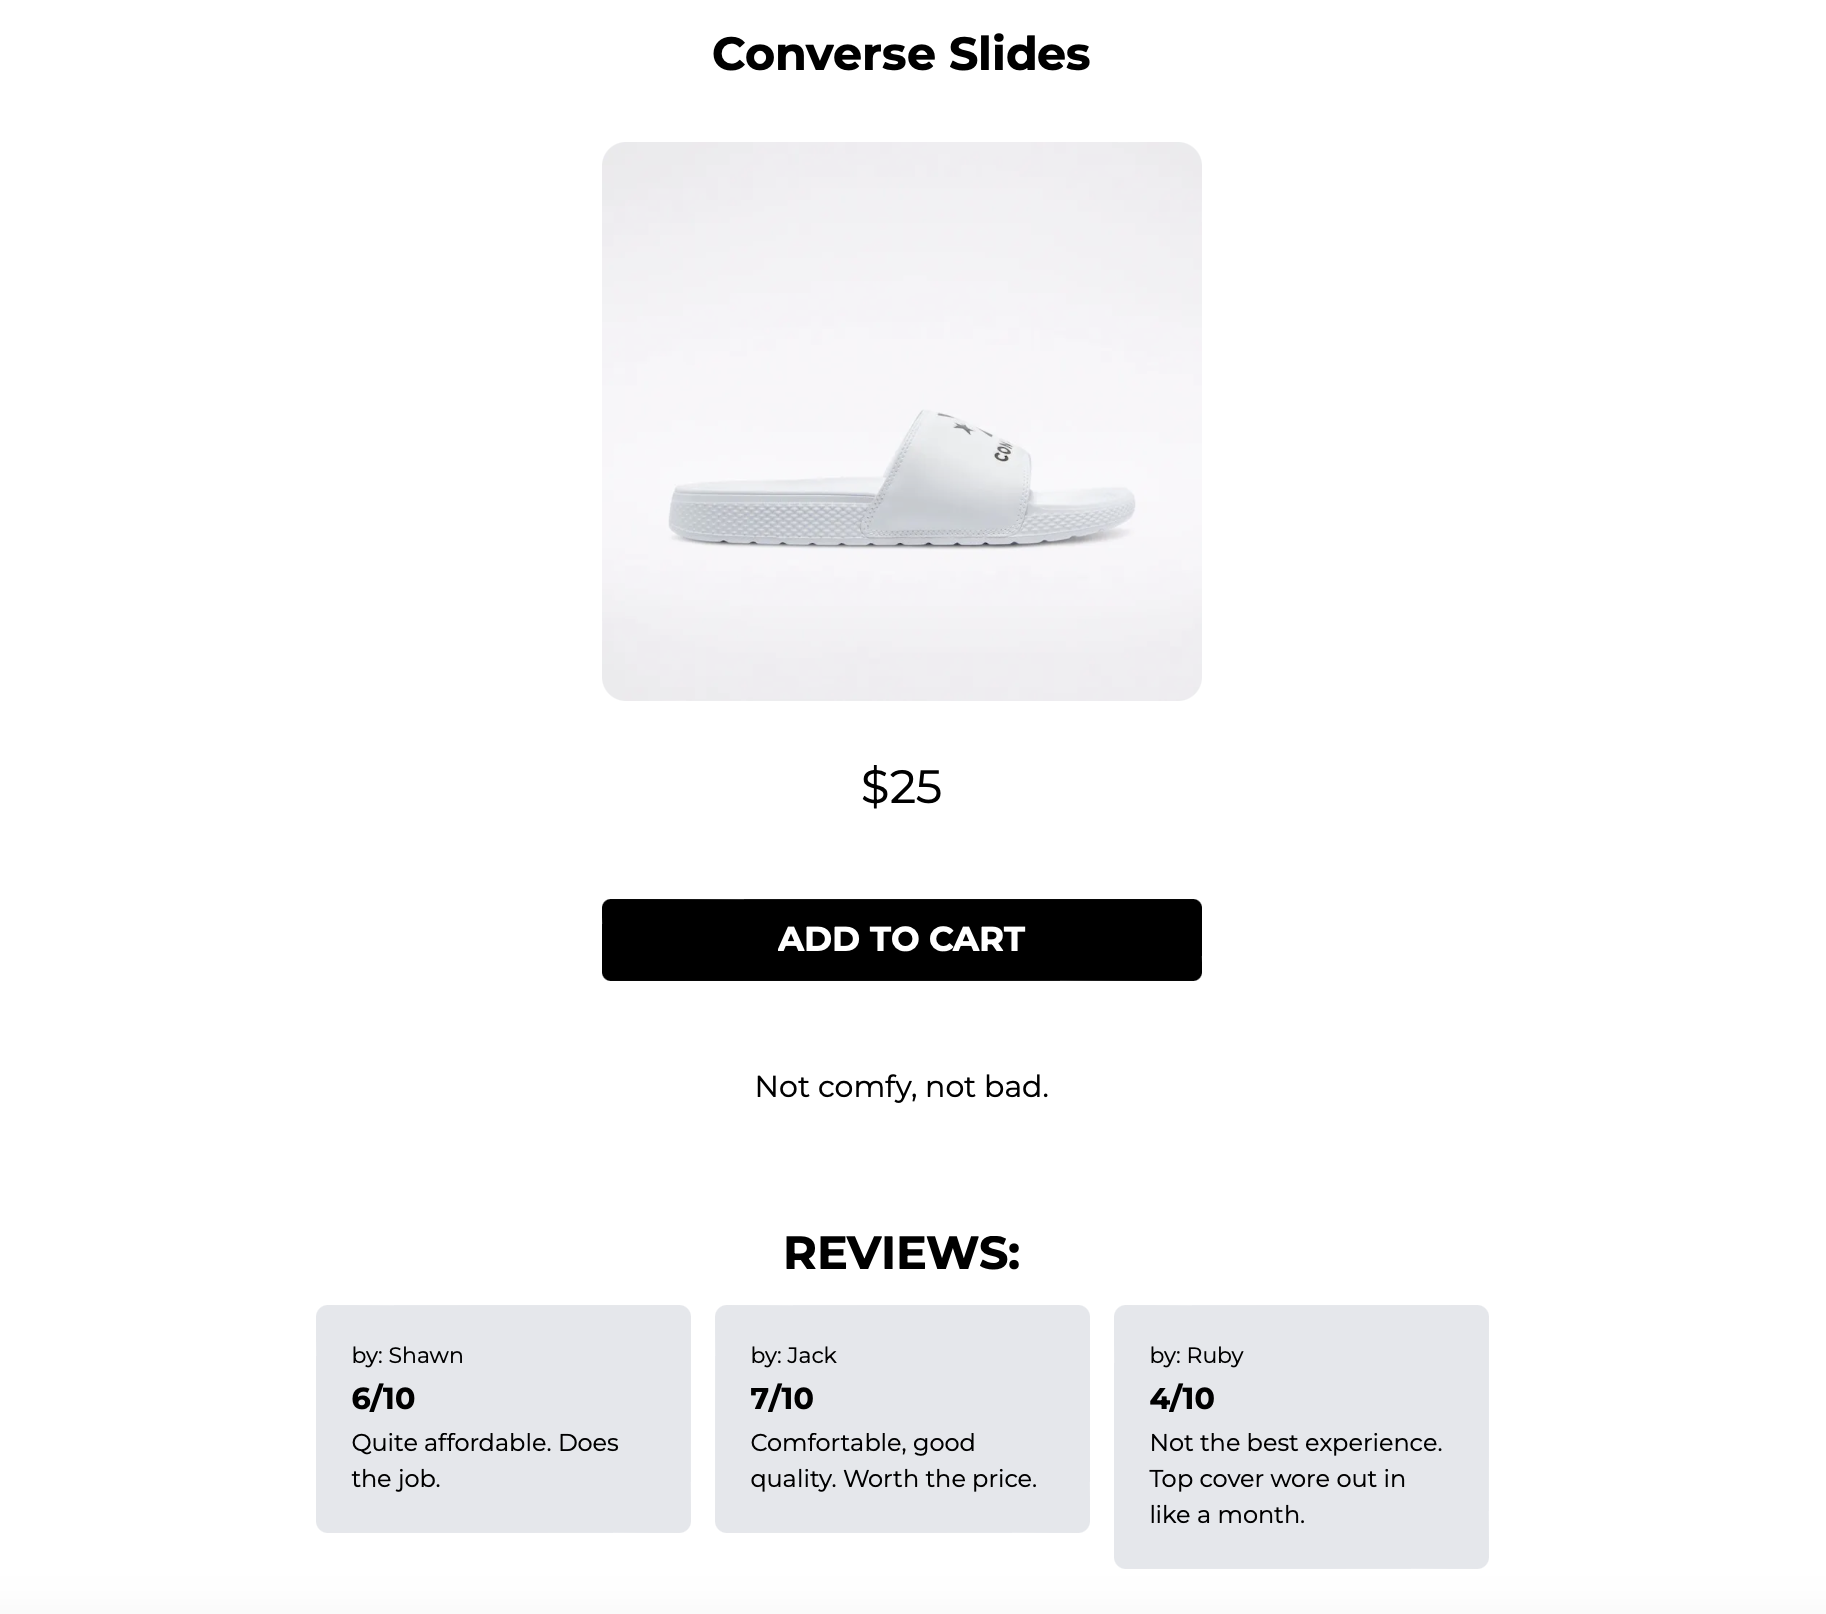 Converse Slides
CON
$25
ADD TO CART
Not comfy, not bad.
REVIEWS:
by: Shawn
6/10
Quite affordable. Does
the job.
by: Jack
7/10
Comfortable, good
quality. Worth the price.
by: Ruby
4/10
Not the best experience.
Top cover wore out in
like a month.